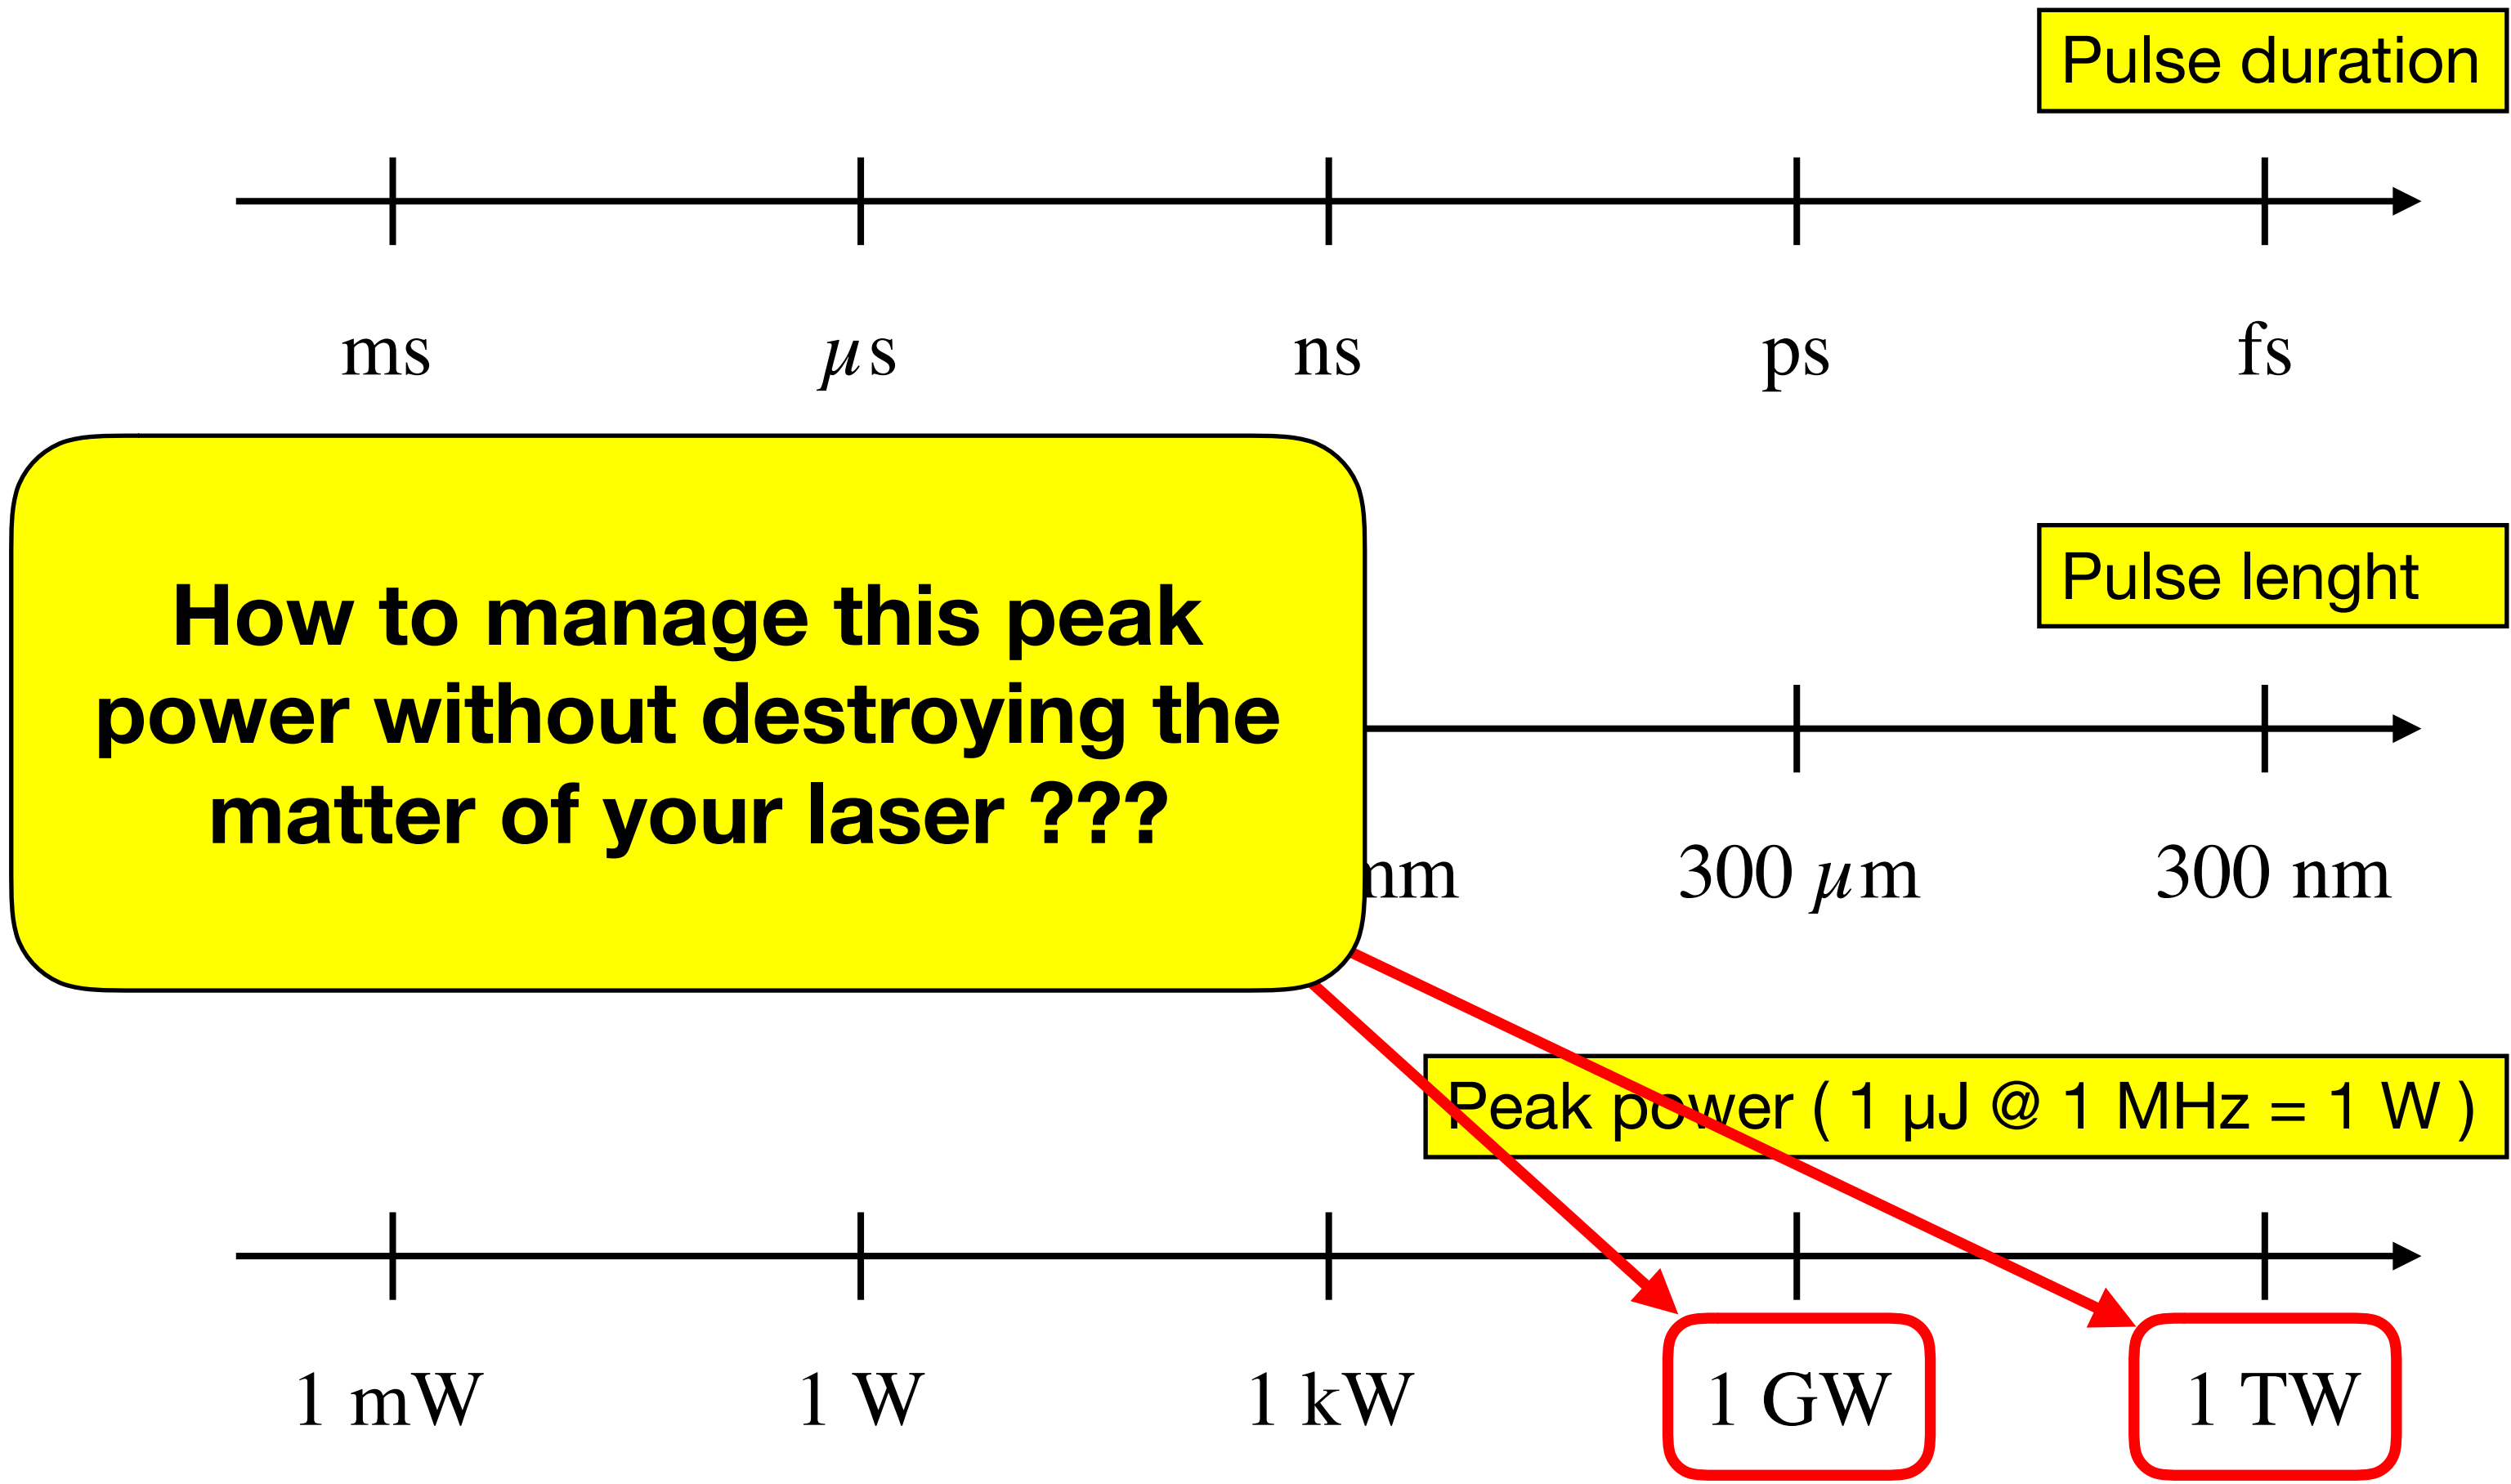 Pulse duration
ms µs ns ps fs
How to manage this peak
power without destroying the
matter of your laser ???
Pulse lenght
300 µm 300 nm
Peak power ( 1 µJ @ 1 MHz = 1 W )
1 mW 1 W 1 kW 1 GW 1 TW